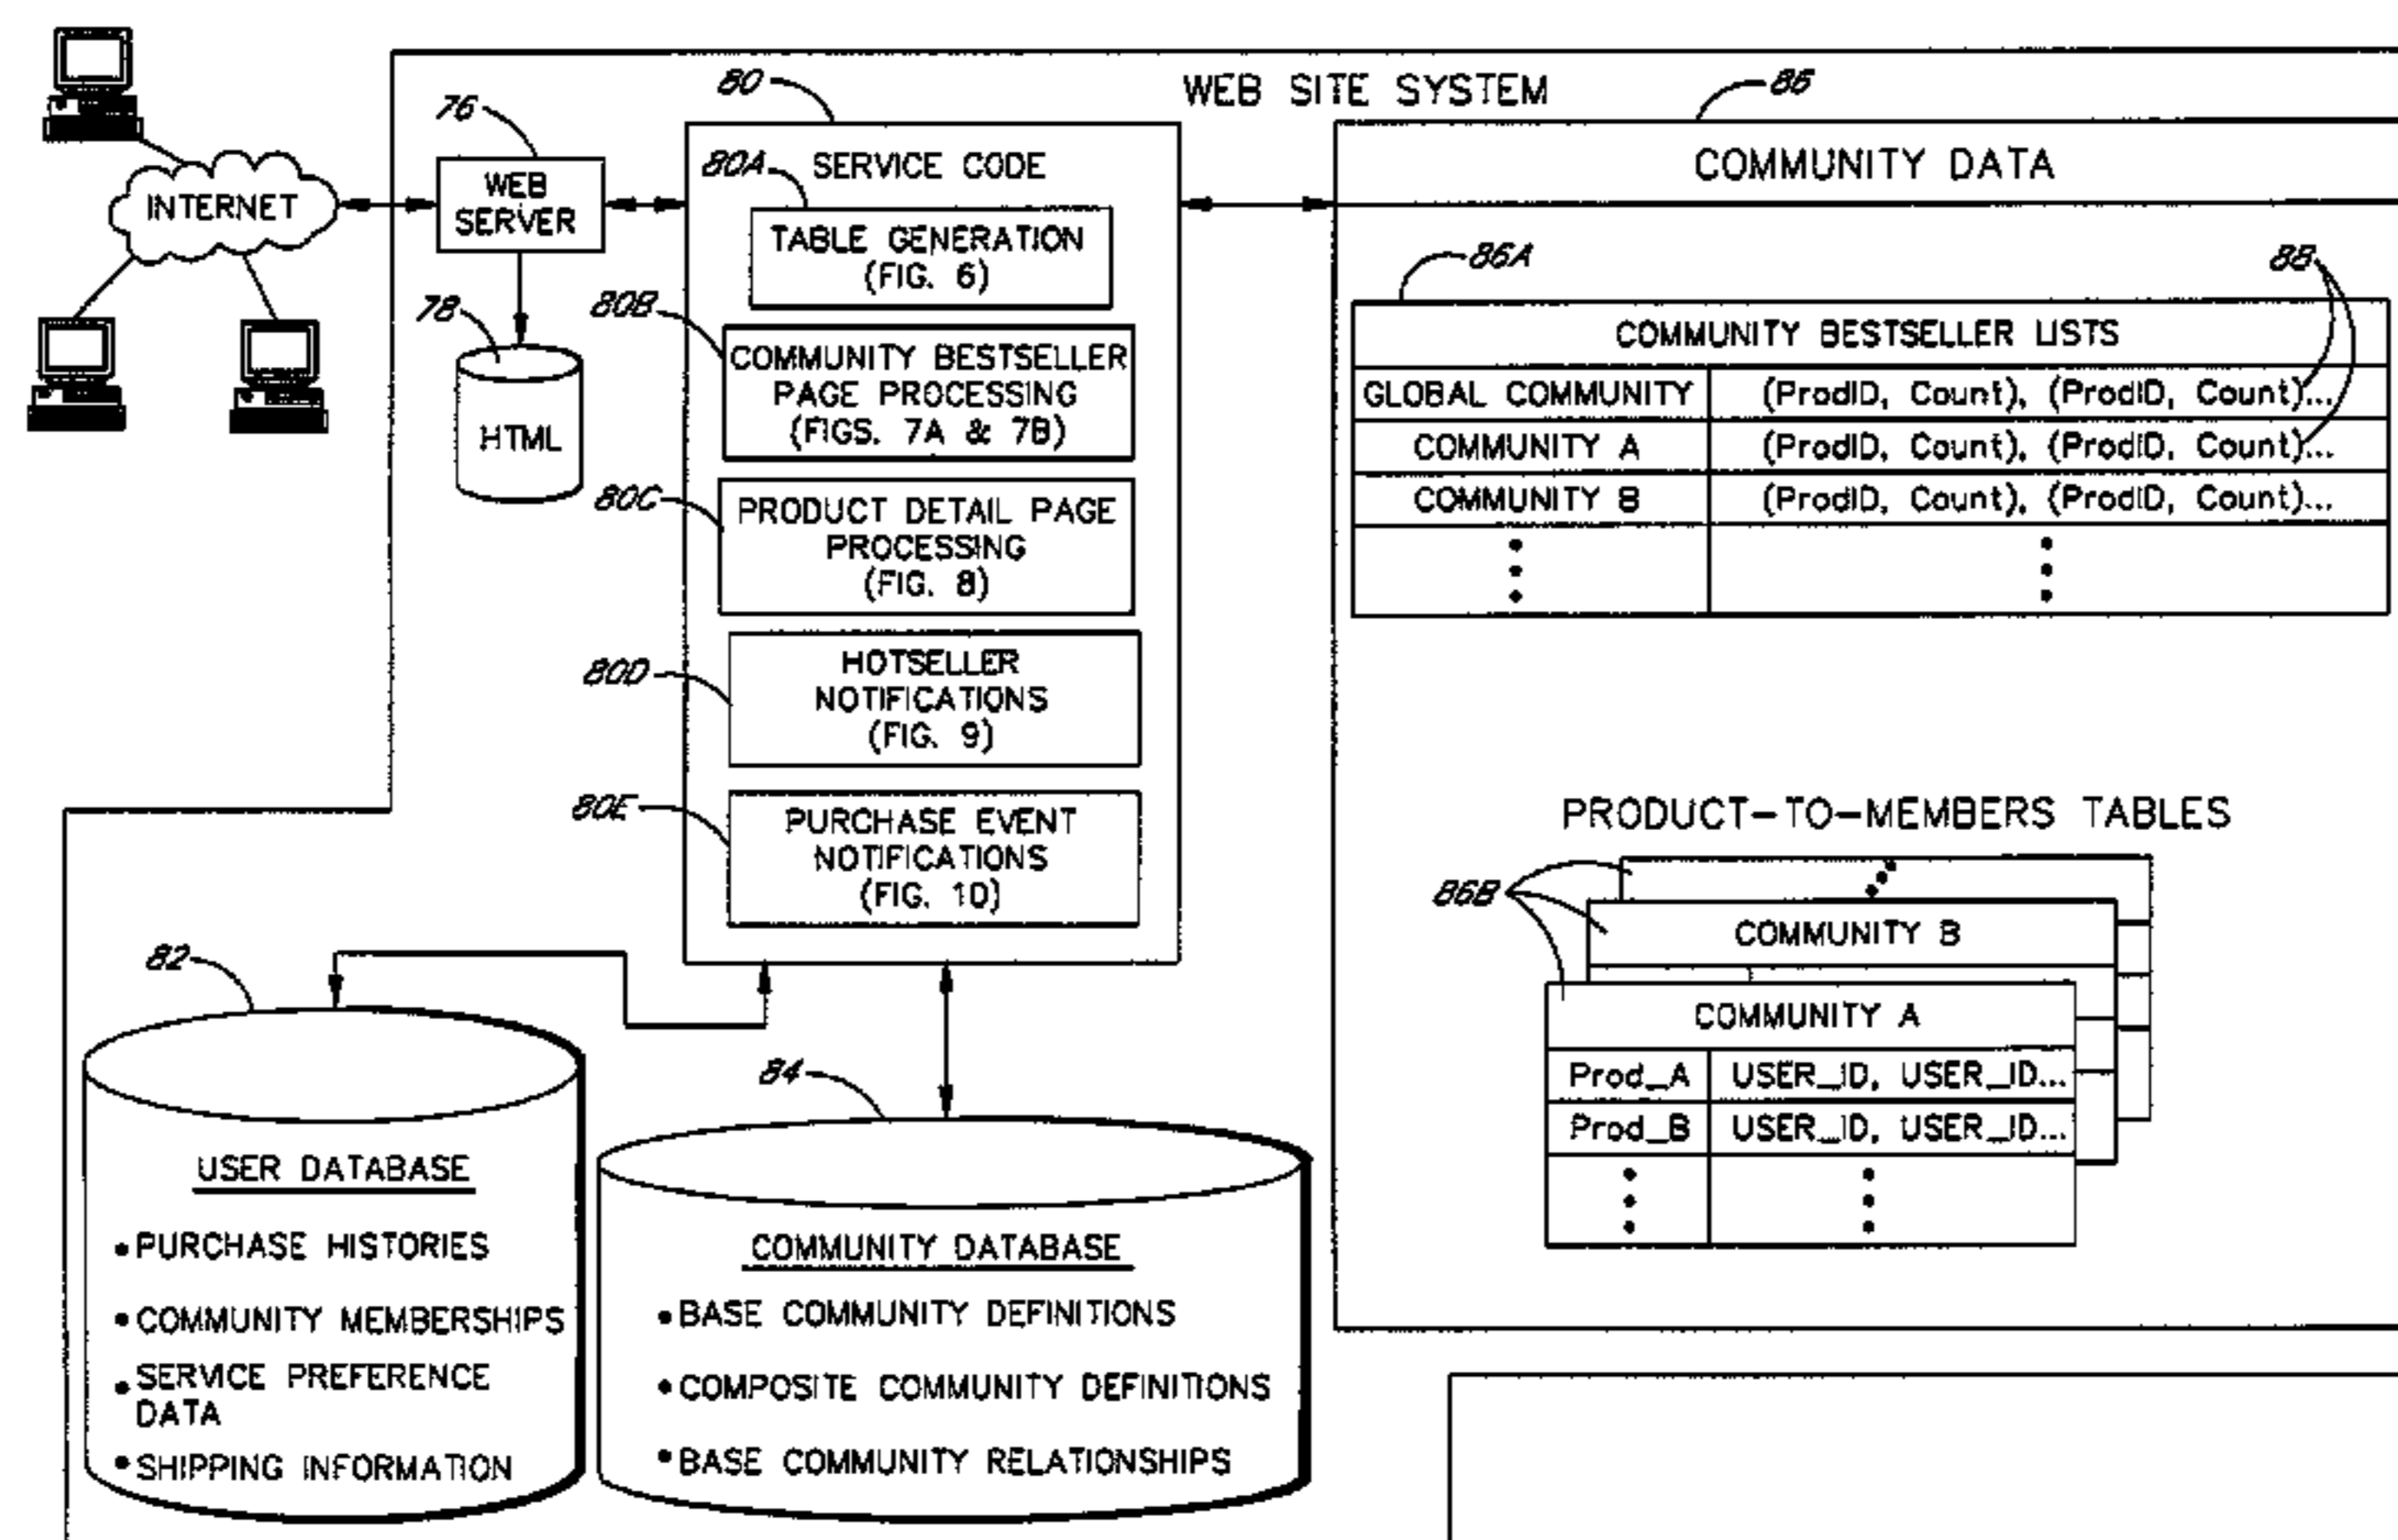 WEB SITE SYSTEM
INTERNET
76
WEB
SERVER
78
HTML
80
SERVICE CODE
80A
TABLE GENERATION
(FIG. 6)
80B
COMMUNITY BESTSELLER
PAGE PROCESSING
(FIGS. 7A & 7B)
80C
PRODUCT DETAIL PAGE
PROCESSING
(FIG. 8)
80D
HOTSELLER
NOTIFICATIONS
(FIG. 9)
80E
PURCHASE EVENT
NOTIFICATIONS
(FIG. 10)
86
COMMUNITY DATA
86A
88
COMMUNITY BESTSELLER LISTS
GLOBAL COMMUNITY (ProdID, Count), (ProdID, Count)...
COMMUNITY A (ProdID, Count), (ProdID, Count)...
COMMUNITY B (ProdID, Count), (ProdID, Count)...
PRODUCT-TO-MEMBERS TABLES
86B
COMMUNITY B
COMMUNITY A
Prod_A USER_ID, USER_ID...
Prod_B USER_ID, USER_ID...
82
USER DATABASE
• PURCHASE HISTORIES
• COMMUNITY MEMBERSHIPS
• SERVICE PREFERENCE
DATA
• SHIPPING INFORMATION
84
COMMUNITY DATABASE
• BASE COMMUNITY DEFINITIONS
• COMPOSITE COMMUNITY DEFINITIONS
• BASE COMMUNITY RELATIONSHIPS